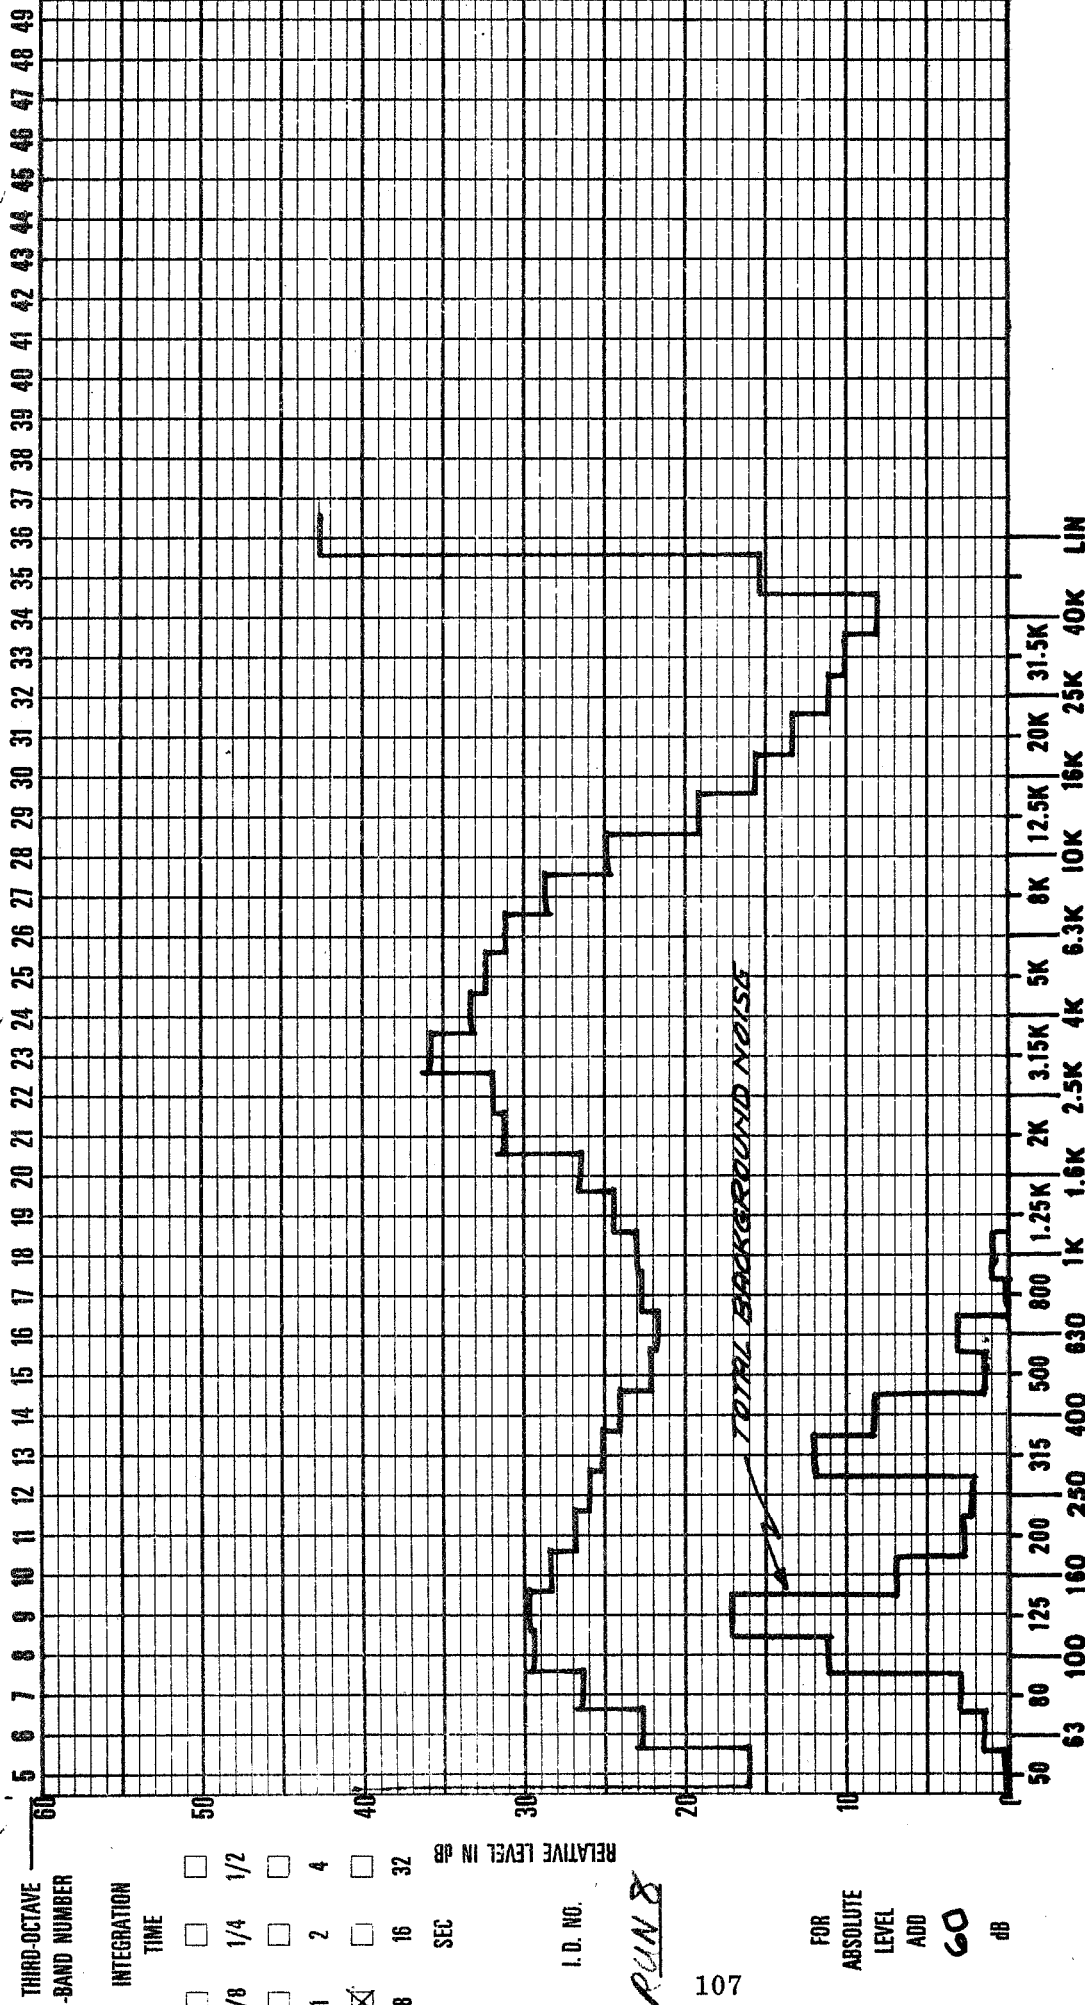 THIRD-OCTAVE
-BAND NUMBER
5 6 7 8 9 10 11 12 13 14 15 16 17 18 19 20 21 22 23 24 25 26 27 28 29 30 31 32 33 34 35 36 37 38 39 40 41 42 43 44 45 46 47 48 49
INTEGRATION
TIME
/8 1/4 1/2
1 2 4
8 16 32
SEC
RELATIVE LEVEL IN dB
60
50
40
30
20
10
I.D. NO.
RUN 8
107
FOR
ABSOLUTE
LEVEL
ADD
60
dB
TOTAL BACKGROUND NOISE
50 80 125 200 315 500 800 1.25K 2K 3.15K 5K 8K 12.5K 20K 31.5K
63 100 160 250 400 630 1K 1.6K 2.5K 4K 6.3K 10K 16K 25K 40K LIN